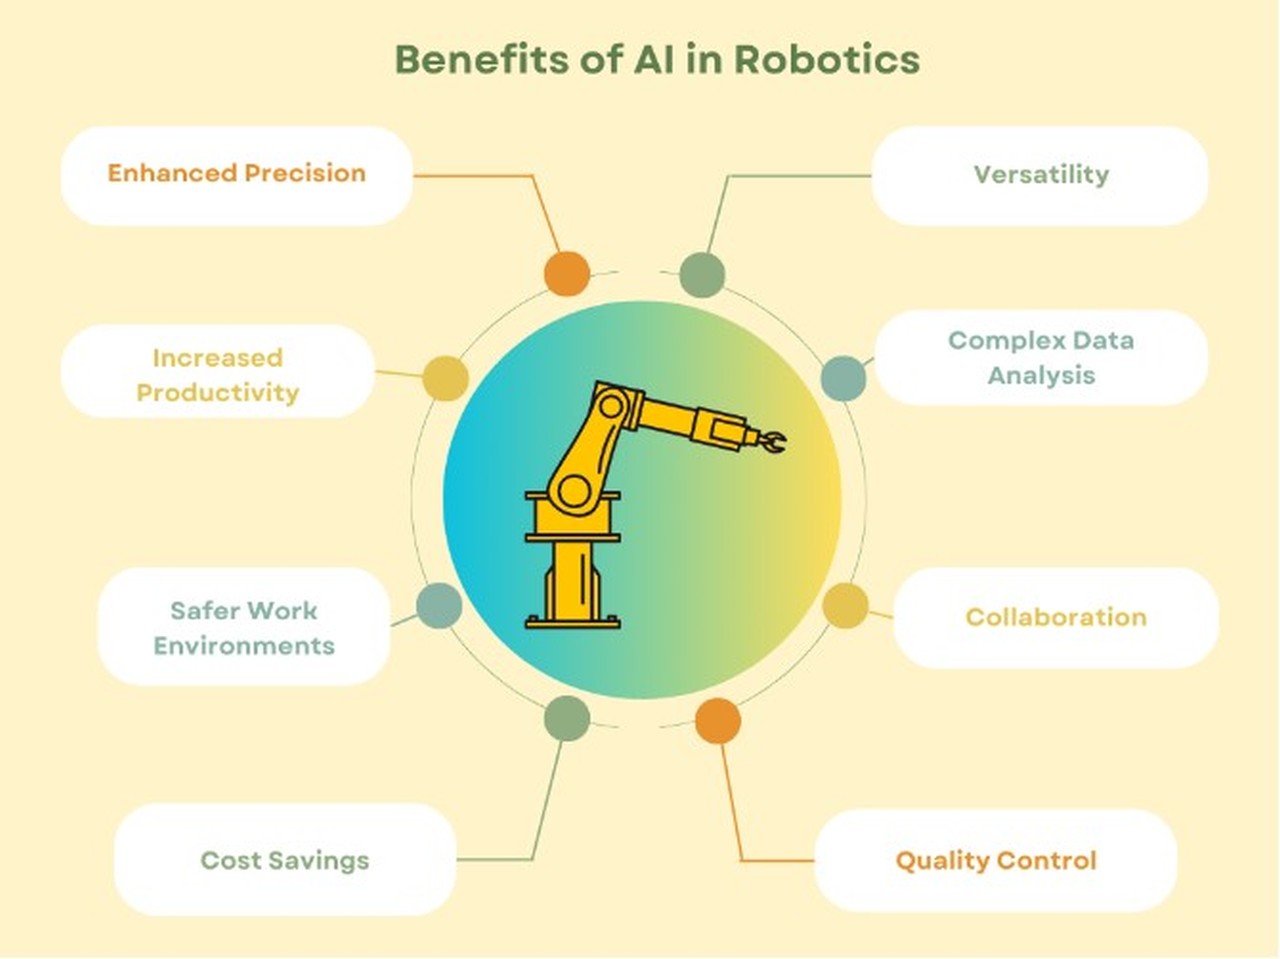 Benefits of AI in Robotics
Enhanced Precision
Versatility
Increased
Productivity
Complex Data
Analysis
Safer Work
Environments
Collaboration
Cost Savings
Quality Control